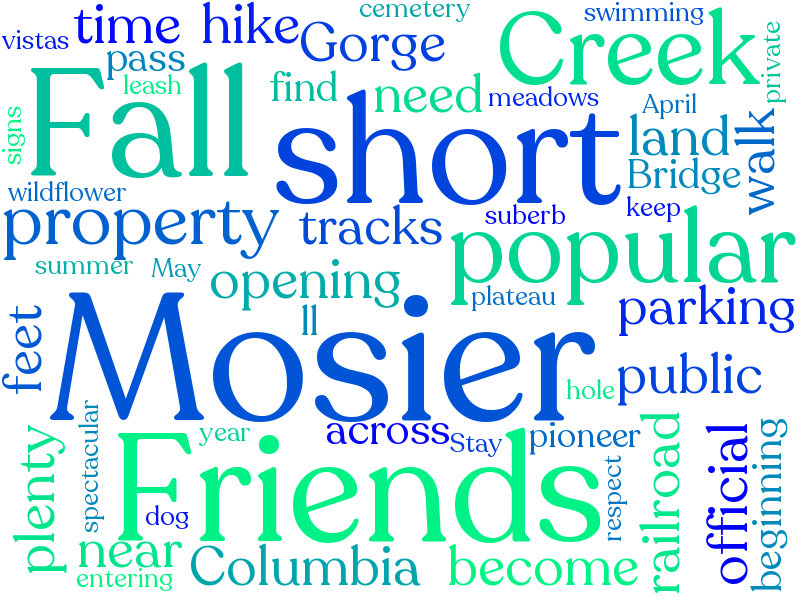 cemetery
swimming
time hike
vistas
pass
Gorge
Creek
private
leash
find
need
meadows
April
signs
Fall
short
land
walk
wildflower
Bridge
property
tracks
suberb
keep
popular
summer
May
opening
plateau
parking
feet
ll
Mosier
hole
public
spectacular
year
across
Stay
pioneer
plenty
Friends
dog
respect
railroad
official
beginning
near
entering
Columbia
become